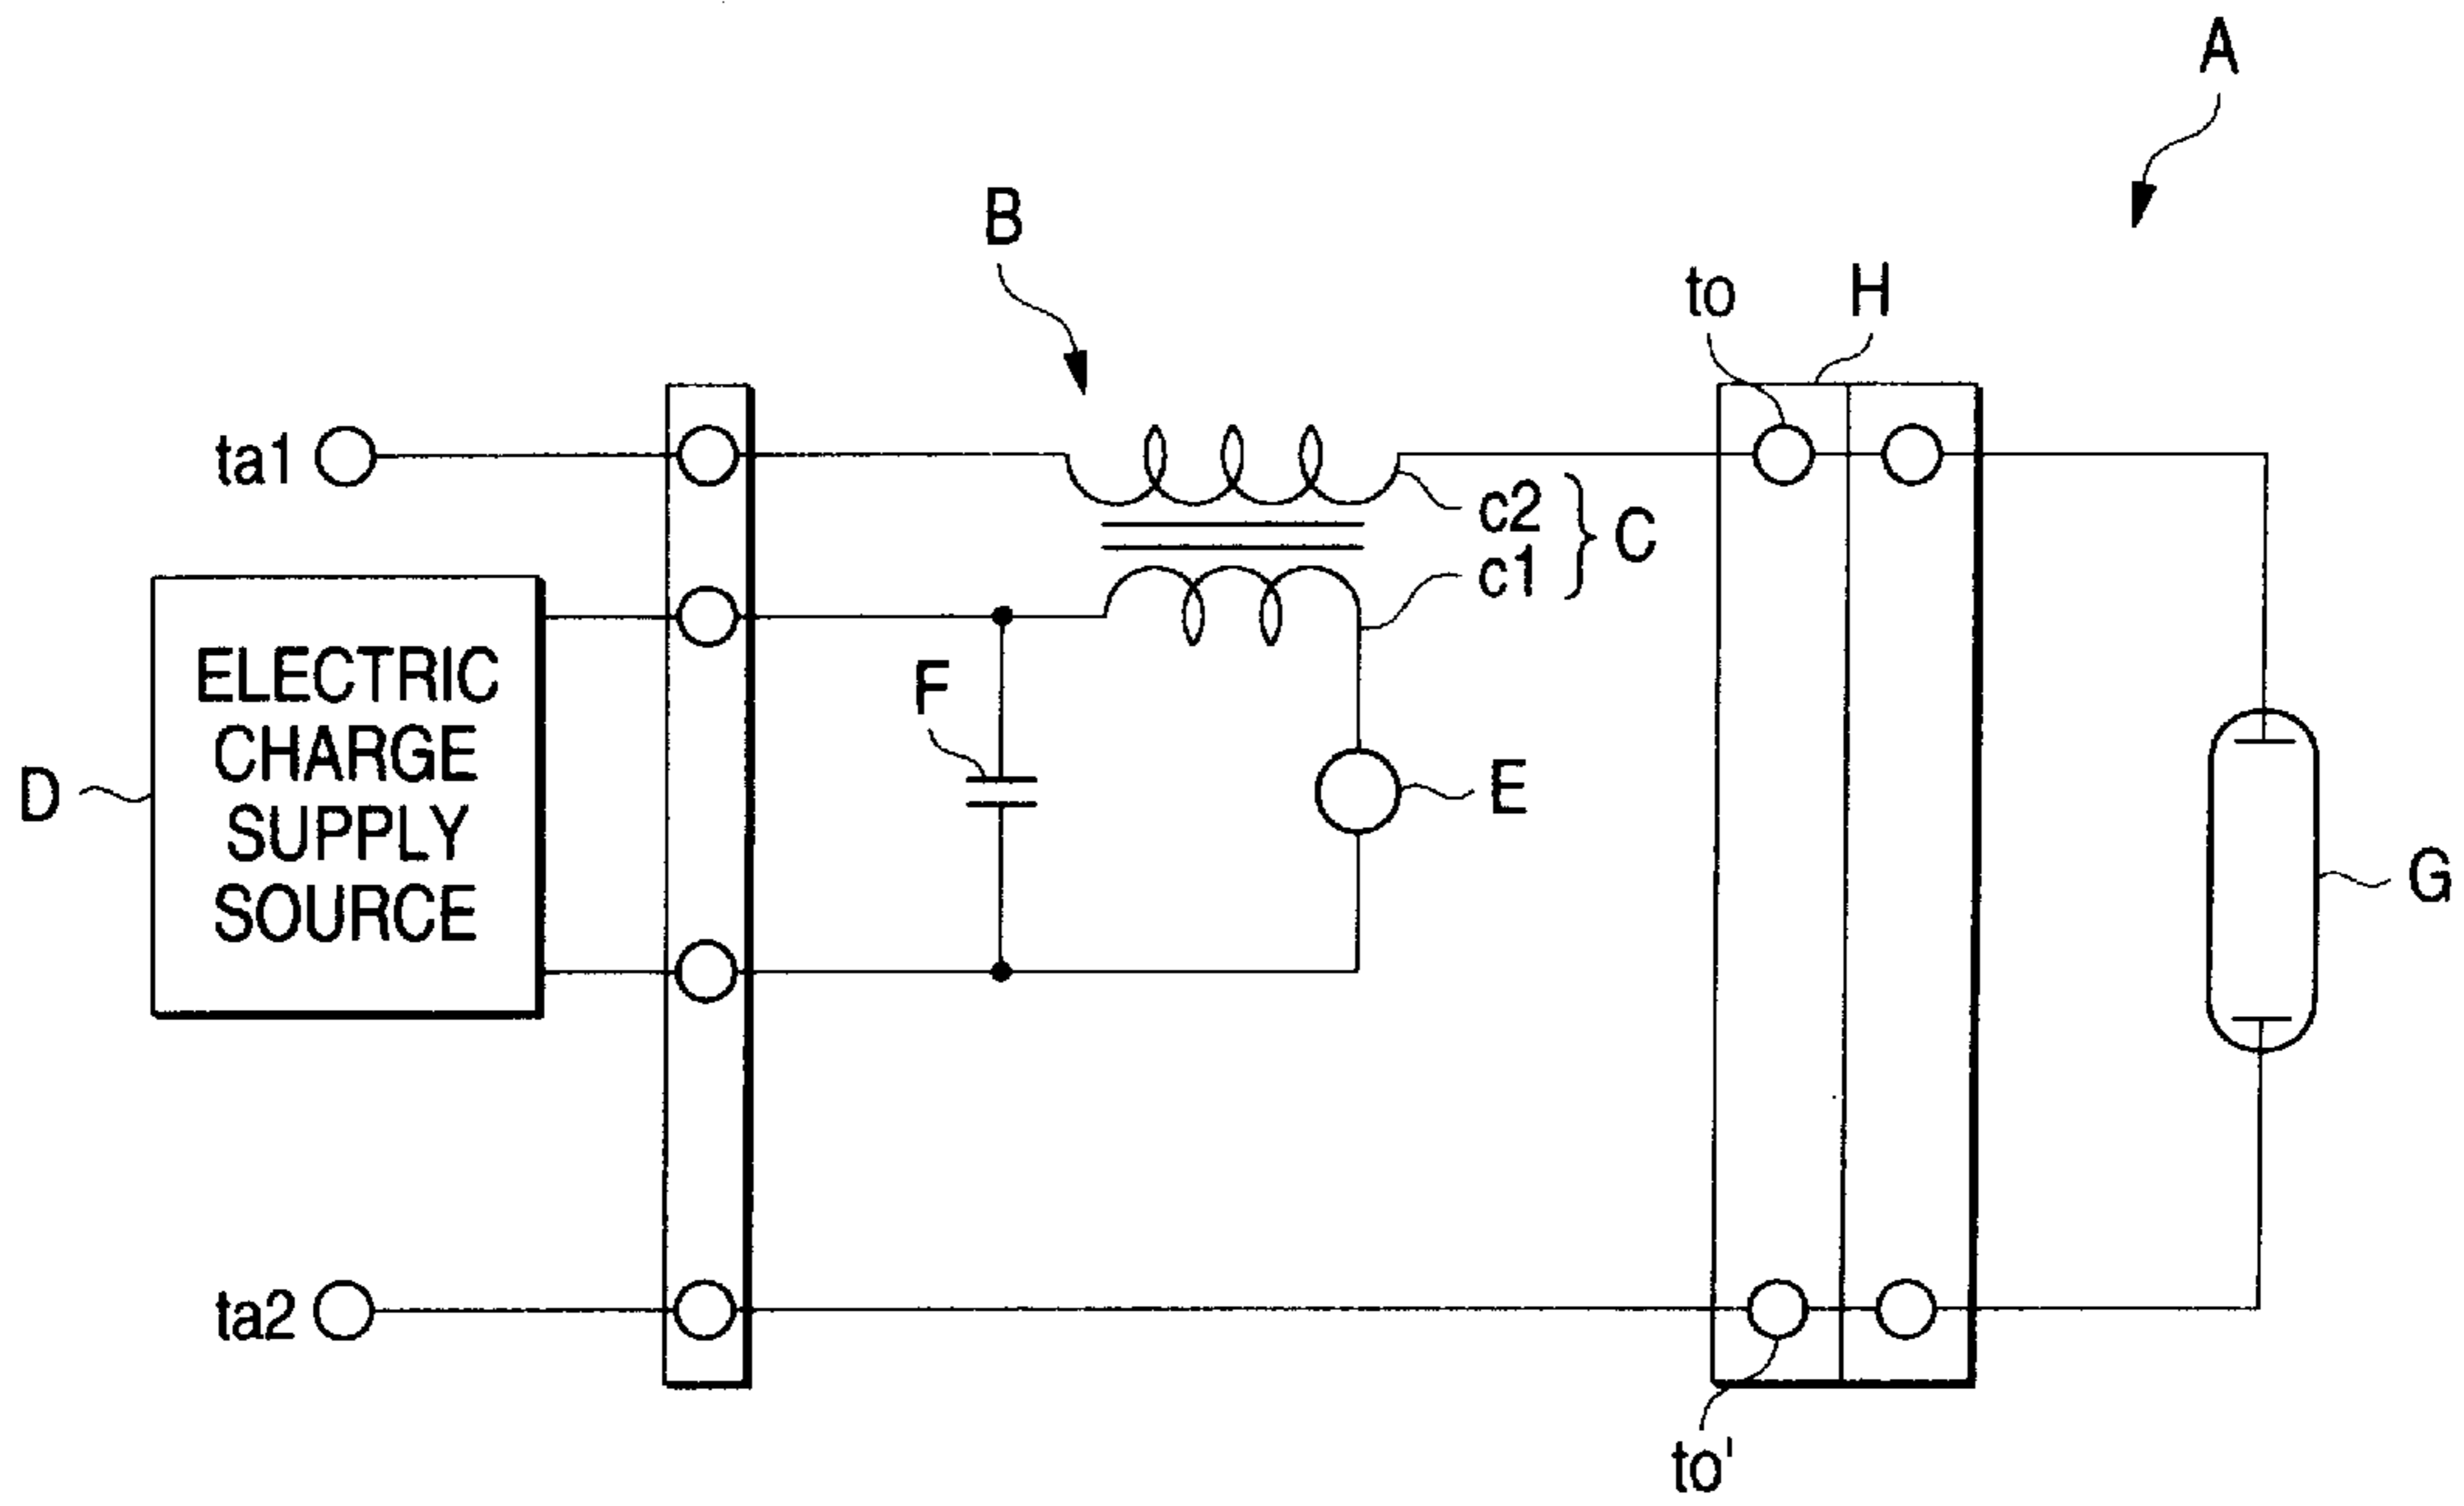 A
B
to
H
ta1
c2
C
c1
ELECTRIC
CHARGE
SUPPLY
SOURCE
F
D
E
G
ta2
to'